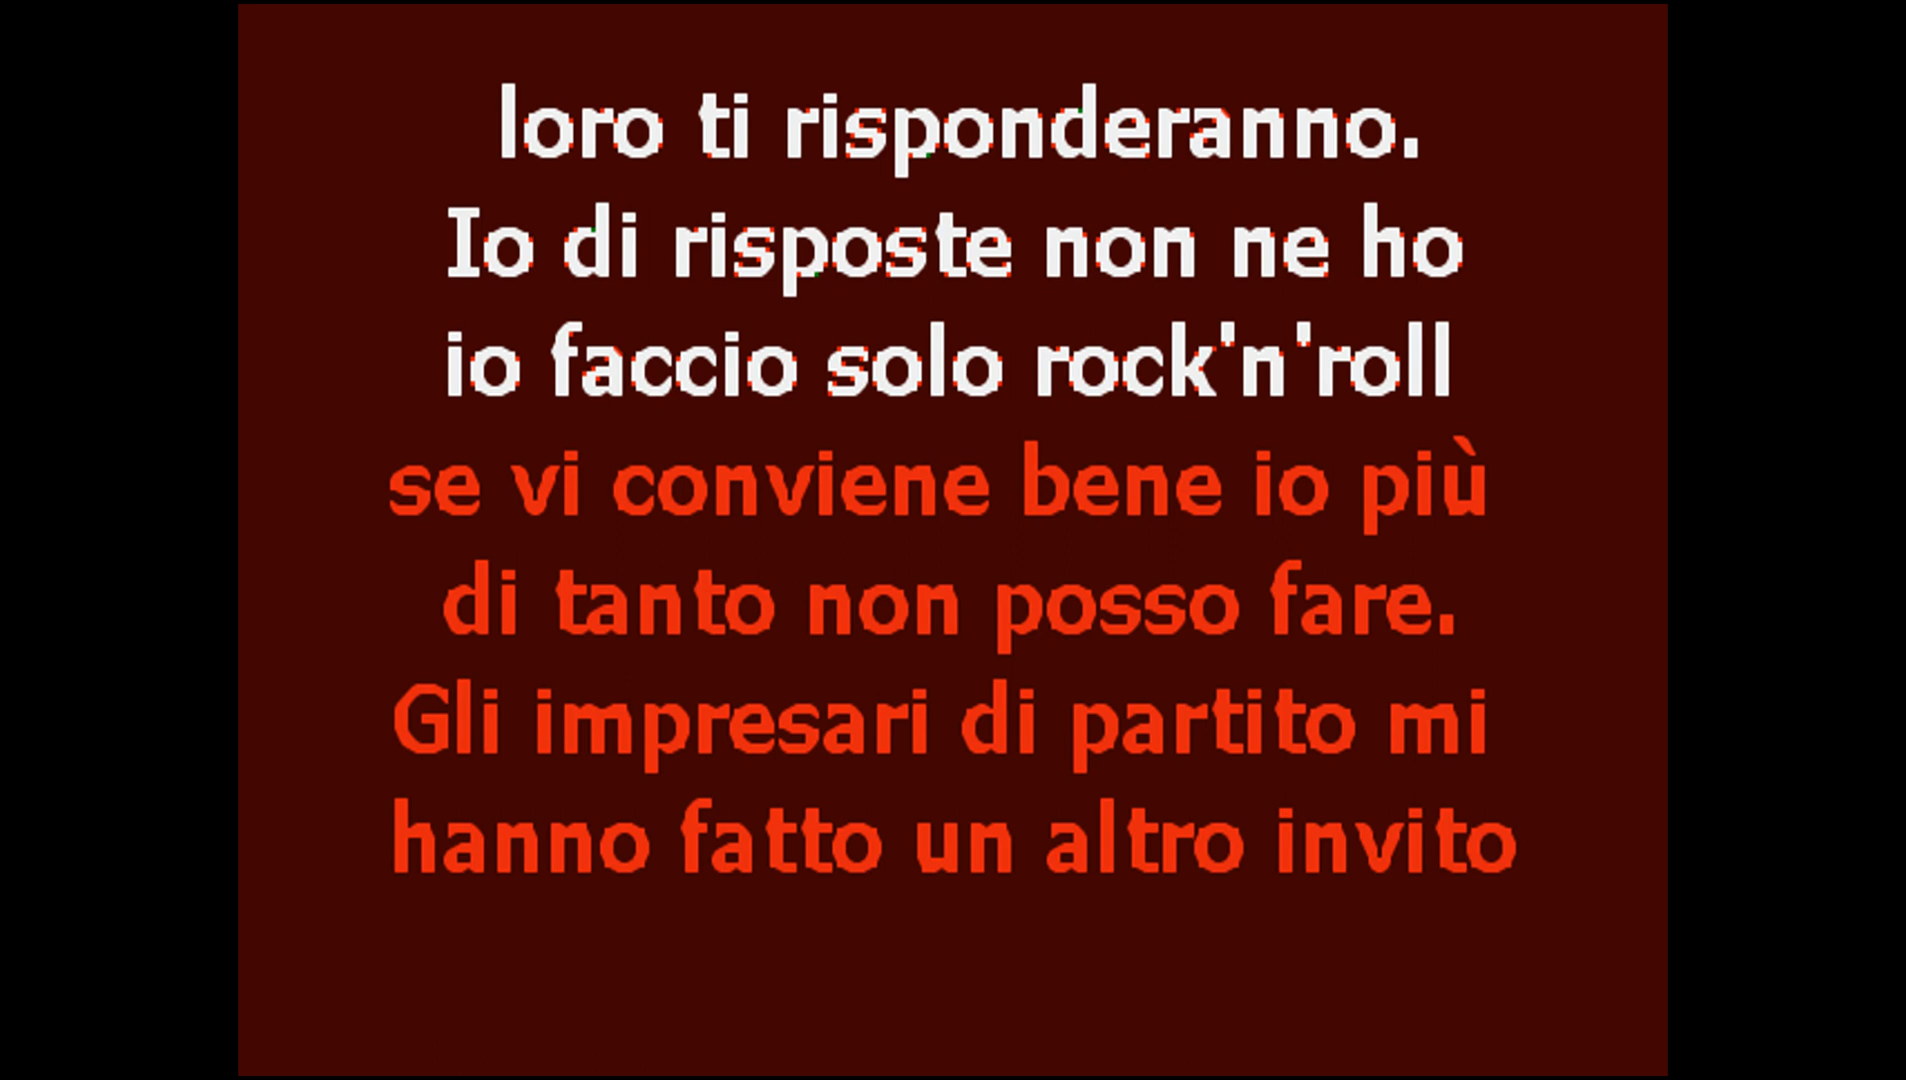 loro ti risponderanno.
Io di risposte non ne ho
io faccio solo rock'n'roll
se vi conviene bene io più
di tanto non posso fare.
Gli impresari di partito mi
hanno fatto un altro invito